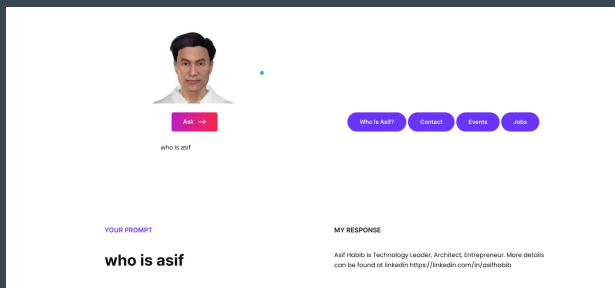 Ask →
Who Is Asif?
Contact
Events
Jobs
who is asif
YOUR PROMPT
MY RESPONSE
who is asif
Asif Habib is Technology Leader, Architect, Entrepreneur. More details
can be found at linkedin https://linkedin.com/in/asifhabib